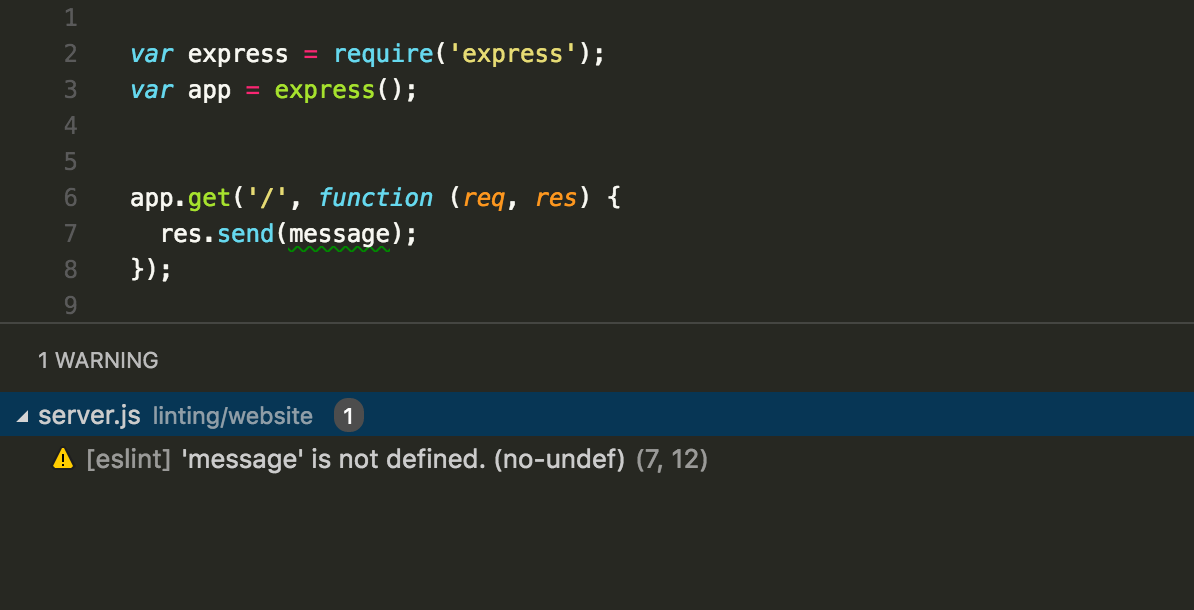 1
2 var express = require('express');
3 var app = express();
4
5
6 app.get('/', function (req, res) {
7   res.send(message);
8 });
9
1 WARNING
server.js linting/website 1
[eslint] 'message' is not defined. (no-undef) (7, 12)